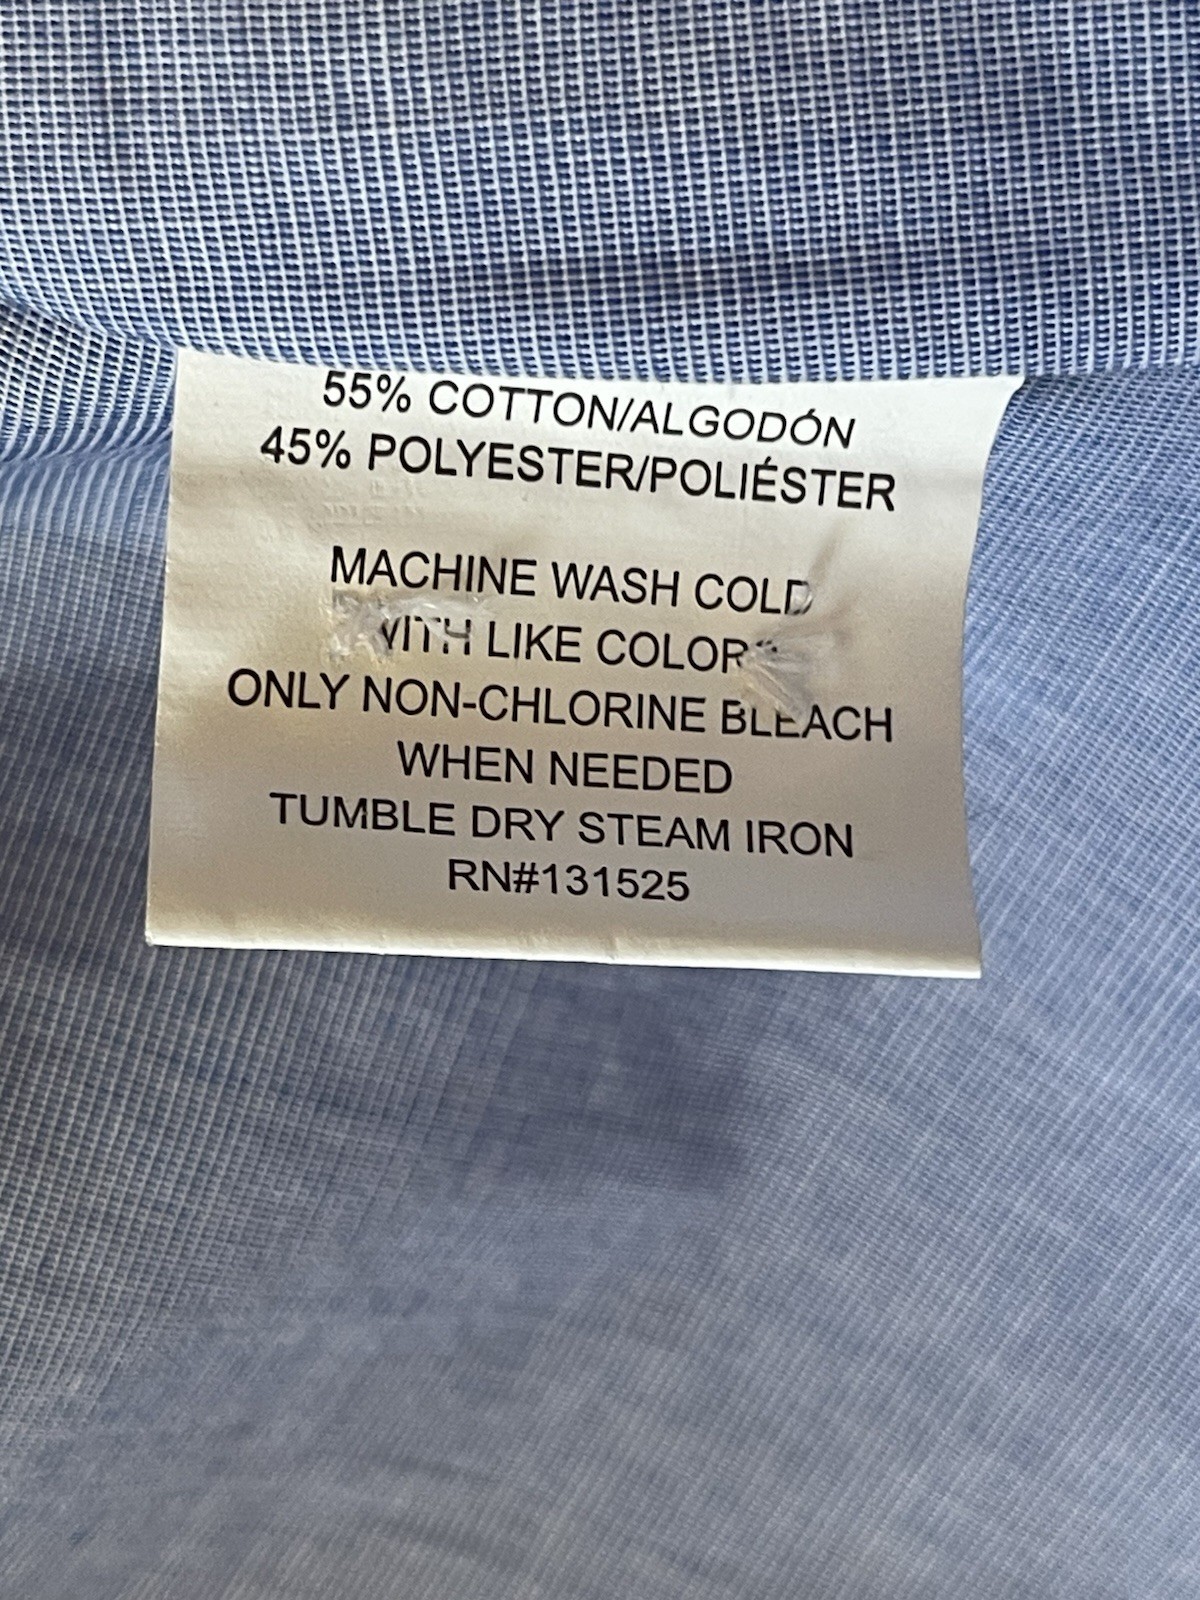 55% COTTON/ALGODÓN
45% POLYESTER/POLIÉSTER
MACHINE WASH COLD
WITH LIKE COLORS
ONLY NON-CHLORINE BLEACH
WHEN NEEDED
TUMBLE DRY STEAM IRON
RN#131525